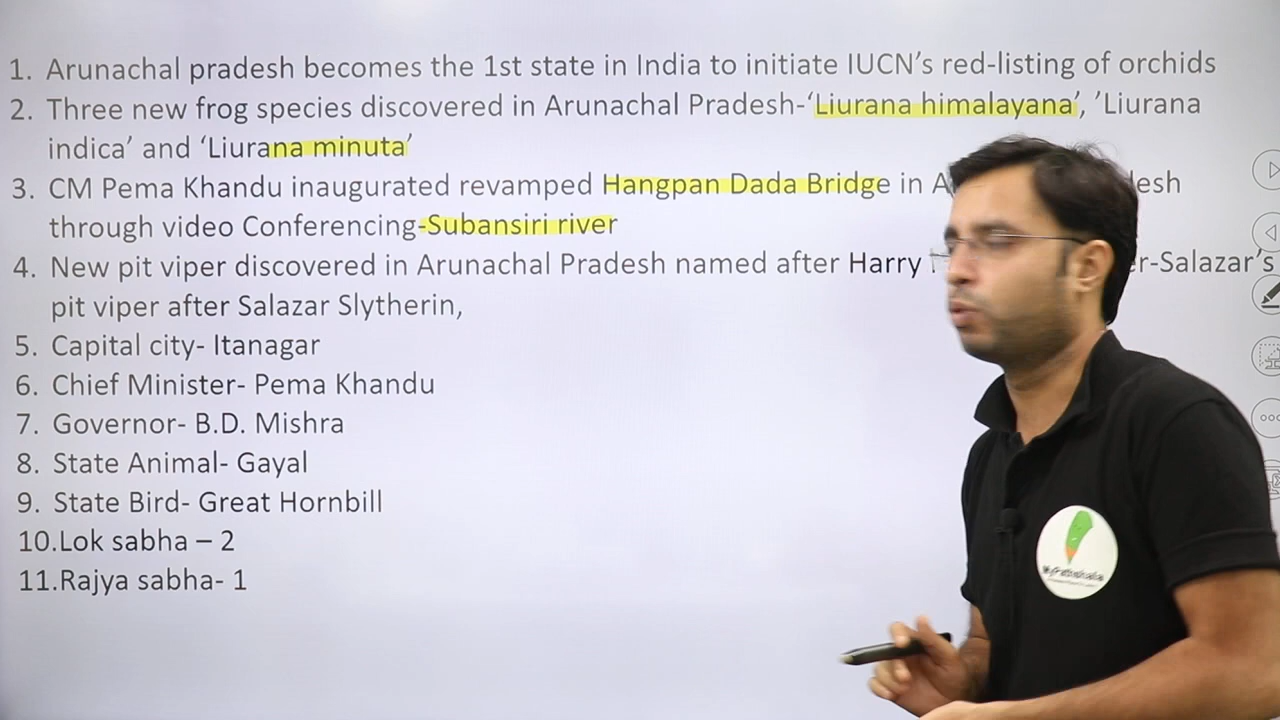 1. Arunachal pradesh becomes the 1st state in India to initiate IUCN's red-listing of orchids
2. Three new frog species discovered in Arunachal Pradesh-‘Liurana himalayana’, ’Liurana
indica’ and ‘Liurana minuta’
3. CM Pema Khandu inaugurated revamped Hangpan Dada Bridge in
through video Conferencing-Subansiri river
4. New pit viper discovered in Arunachal Pradesh named after Harry Salazar’s
pit viper after Salazar Slytherin,
5. Capital city- Itanagar
6. Chief Minister- Pema Khandu
7. Governor- B.D. Mishra
8. State Animal- Gayal
9. State Bird- Great Hornbill
10.Lok sabha – 2
11.Rajya sabha- 1
MyPathshala